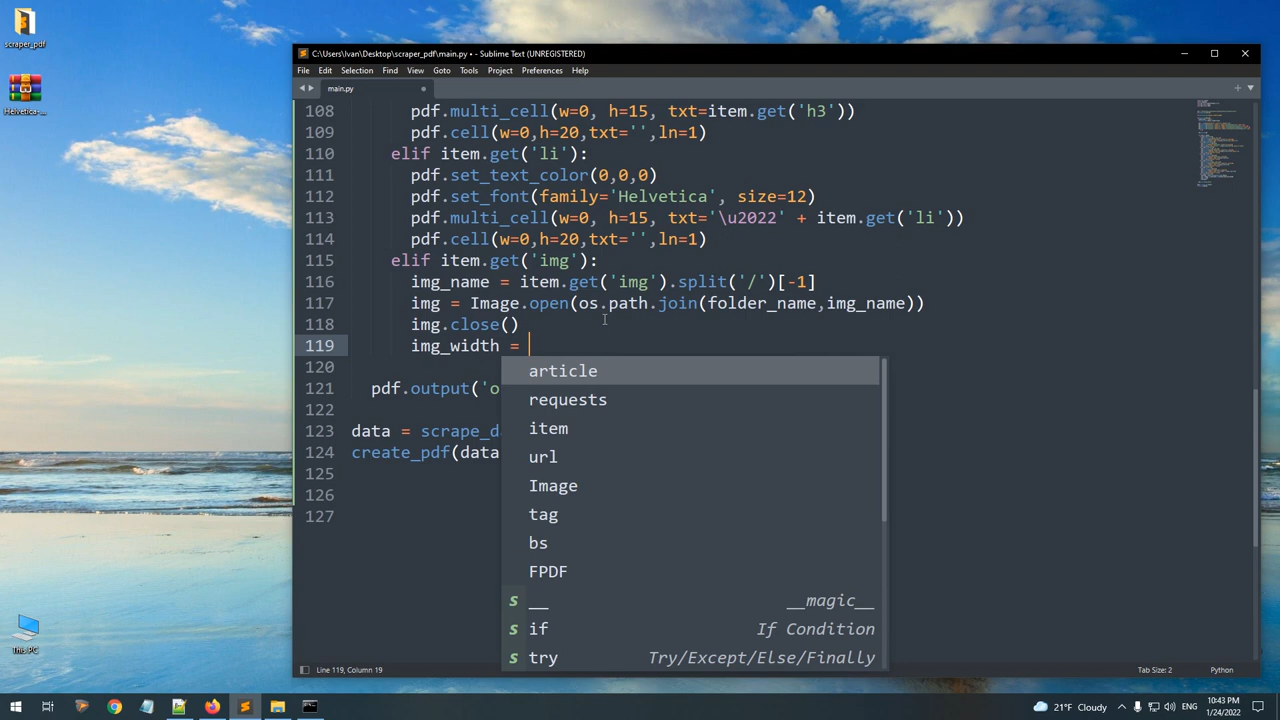 scraper_pdf
Helvetica-...
This PC
C:\Users\Ivan\Desktop\scraper_pdf\main.py • - Sublime Text (UNREGISTERED)
File Edit Selection Find View Goto Tools Project Preferences Help
main.py
108 pdf.multi_cell(w=0, h=15, txt=item.get('h3'))
109 pdf.cell(w=0,h=20,txt='',ln=1)
110 elif item.get('li'):
111 pdf.set_text_color(0,0,0)
112 pdf.set_font(family='Helvetica', size=12)
113 pdf.multi_cell(w=0, h=15, txt='\u2022' + item.get('li'))
114 pdf.cell(w=0,h=20,txt='',ln=1)
115 elif item.get('img'):
116 img_name = item.get('img').split('/')[-1]
117 img = Image.open(os.path.join(folder_name,img_name))
118 img.close()
119 img_width =
120
121 pdf.output('o
122
123 data = scrape_d
124 create_pdf(data
125
126
127
article
requests
item
url
Image
tag
bs
FPDF
s __ __magic__
s if If Condition
s try Try/Except/Else/Finally
Line 119, Column 19
Tab Size: 2
Python
21°F Cloudy
ENG
10:43 PM
1/24/2022